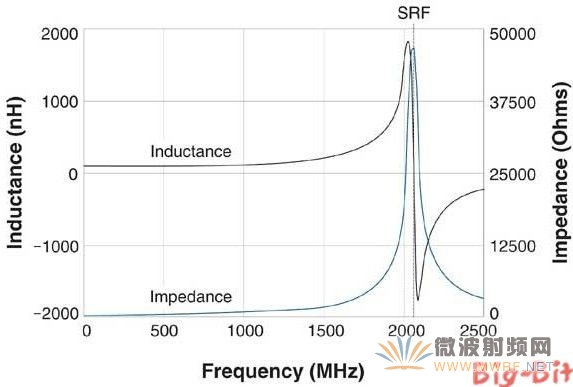 SRF
2000
1000
0
−1000
−2000
Inductance (nH)
50000
37500
25000
12500
0
Impedance (Ohms)
Inductance
Impedance
0
500
1000
1500
2000
2500
Frequency (MHz)
微波射频网
WWW.MWRF.NET
Big-Bit